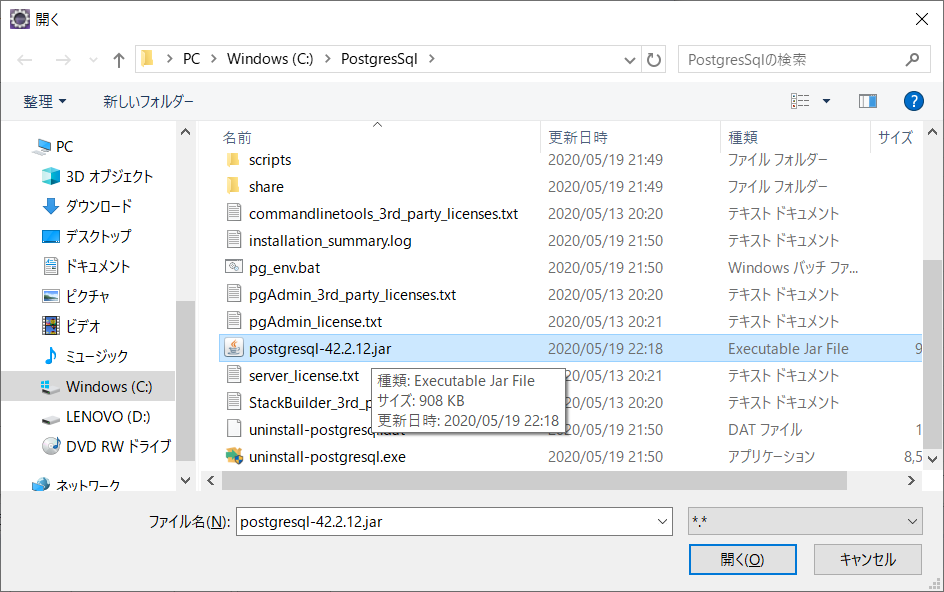 開く
PC > Windows (C:) > PostgresSql >
PostgresSqlの検索
整理 新しいフォルダー
PC
3D オブジェクト
ダウンロード
デスクトップ
ドキュメント
ピクチャ
ビデオ
ミュージック
Windows (C:)
LENOVO (D:)
DVD RW ドライブ
ネットワーク
名前 更新日時 種類 サイズ
scripts 2020/05/19 21:49 ファイル フォルダー
share 2020/05/19 21:49 ファイル フォルダー
commandlinetools_3rd_party_licenses.txt 2020/05/13 20:20 テキスト ドキュメント
installation_summary.log 2020/05/19 21:50 テキスト ドキュメント
pg_env.bat 2020/05/19 21:50 Windows バッチ ファ...
pgAdmin_3rd_party_licenses.txt 2020/05/13 20:20 テキスト ドキュメント
pgAdmin_license.txt 2020/05/13 20:21 テキスト ドキュメント
postgresql-42.2.12.jar 2020/05/19 22:18 Executable Jar File 9
server_license.txt 2020/05/13 20:21 テキスト ドキュメント
StackBuilder_3rd_p 20:20 テキスト ドキュメント
uninstall-postgresql.dat 2020/05/19 21:50 DAT ファイル 1
uninstall-postgresql.exe 2020/05/19 21:50 アプリケーション 8,5
種類: Executable Jar File
サイズ: 908 KB
更新日時: 2020/05/19 22:18
ファイル名(N): postgresql-42.2.12.jar *.*
開く(O) キャンセル